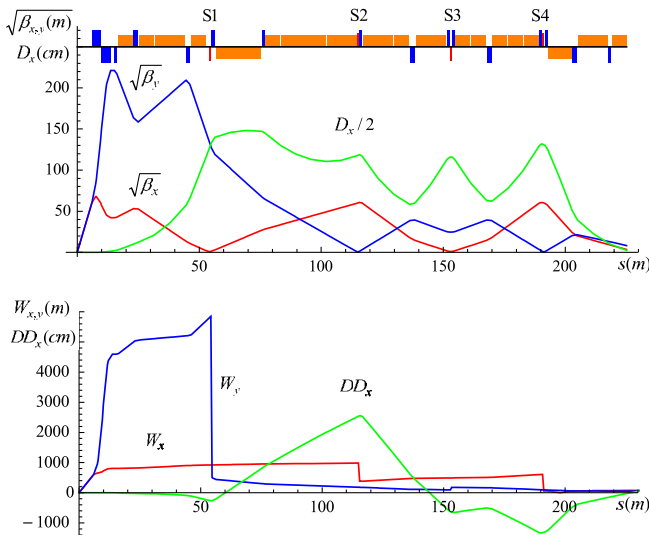 √β_{x,y}(m) S1 S2 S3 S4
D_x(cm)
200 √β_y
150 D_x/2
100 √β_x
50
50 100 150 200
s(m)
W_{x,y}(m)
DD_x(cm)
5000
4000 W_y DD_x
3000
2000 W_x
1000
0
50 100 150 200
−1000 s(m)